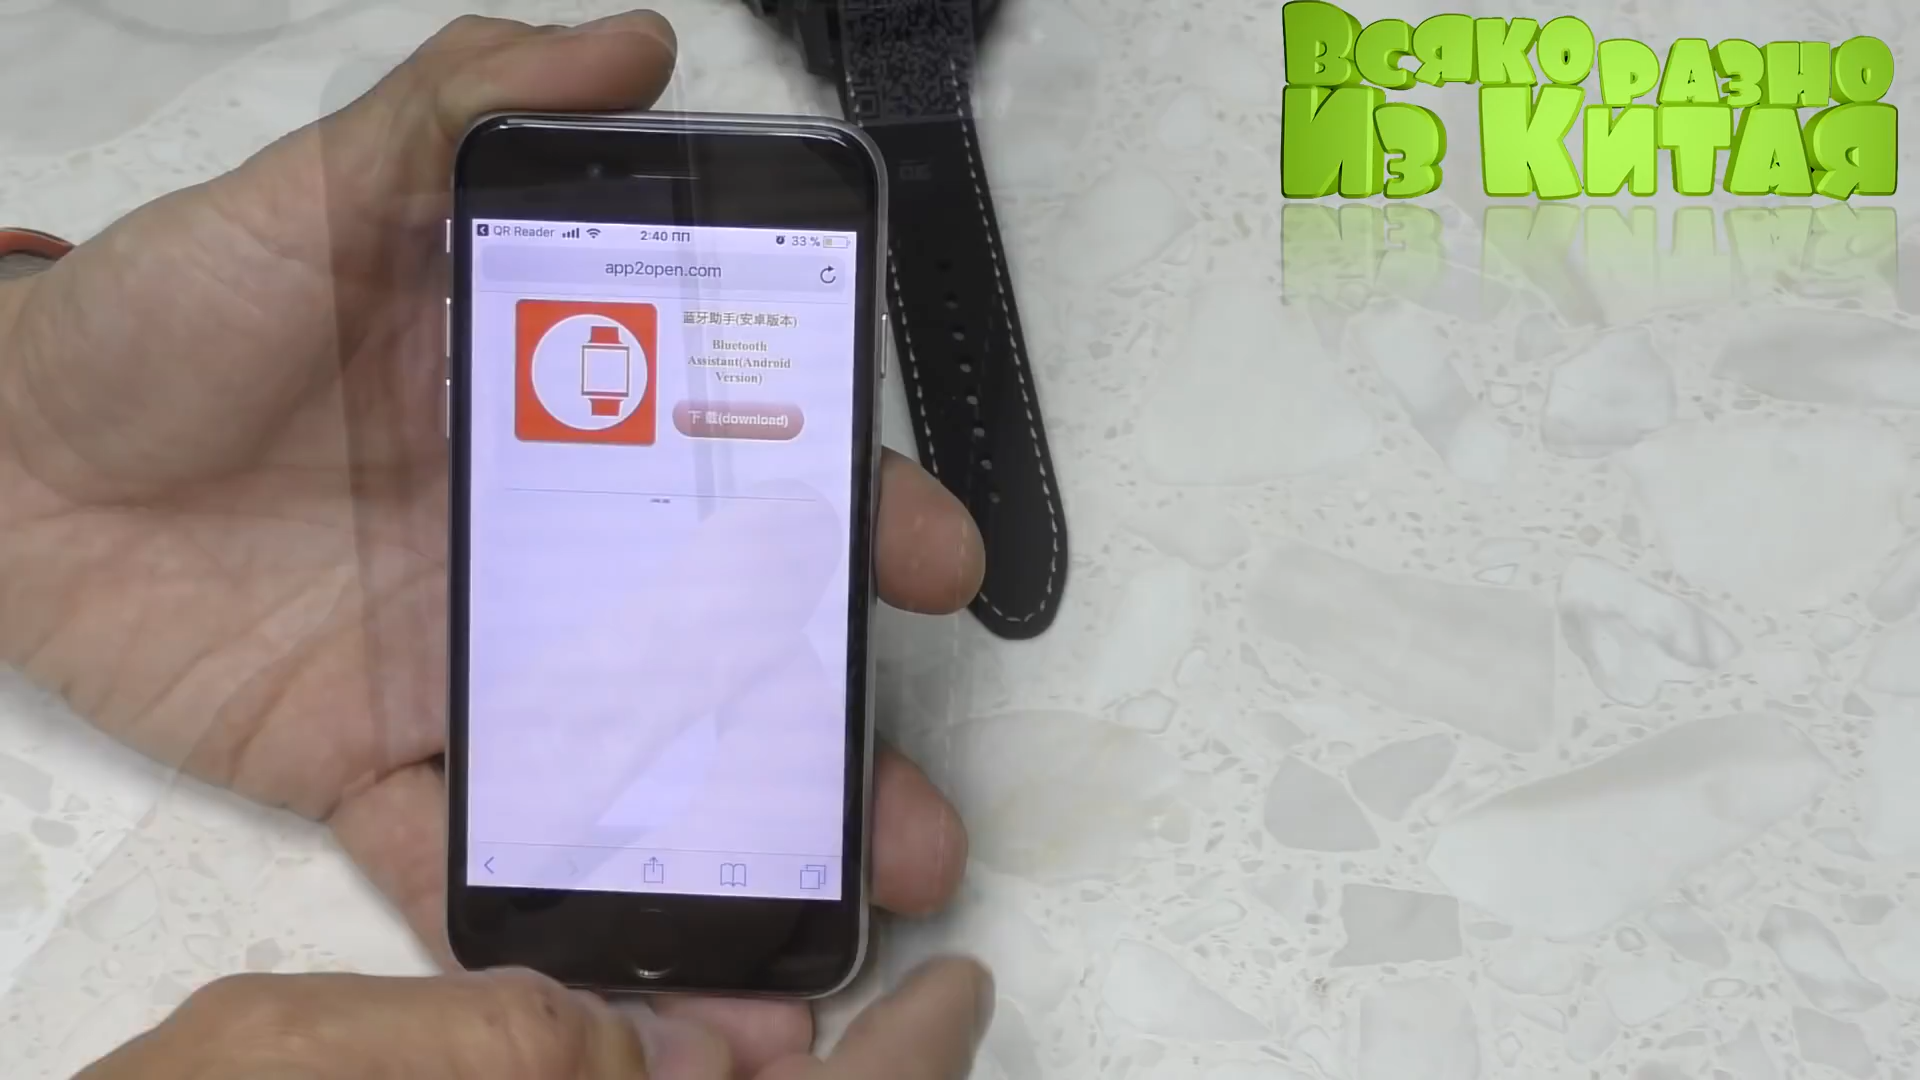 Всяко разно
Из Китая
QR Reader
2:40 ПП
33 %
app2open.com
蓝牙助手(安卓版本)
Bluetooth
Assistant(Android
Version)
下 载(download)